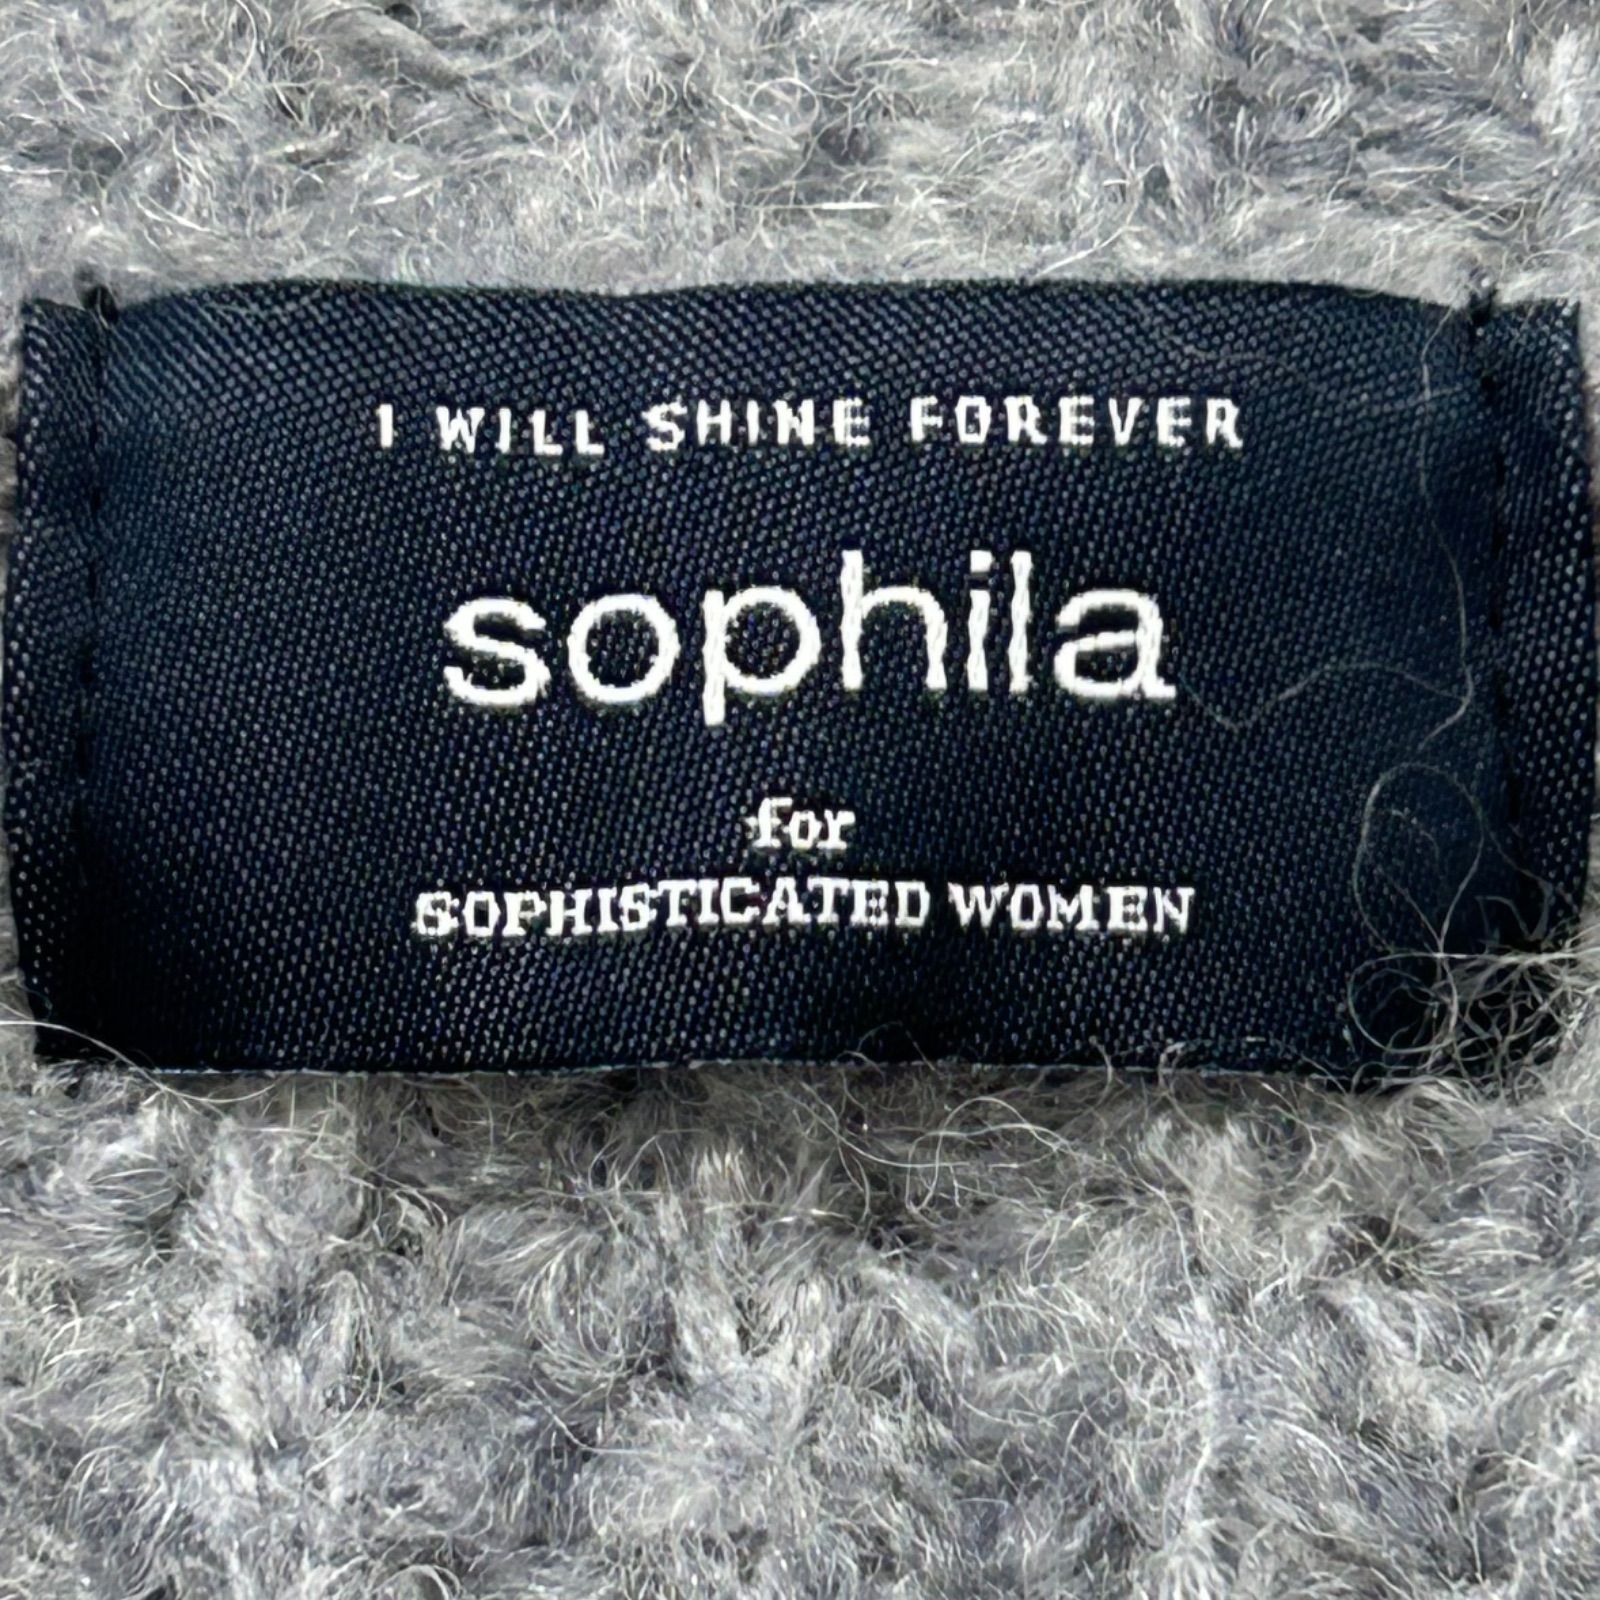 I WILL SHINE FOREVER
sophila
for
SOPHISTICATED WOMEN